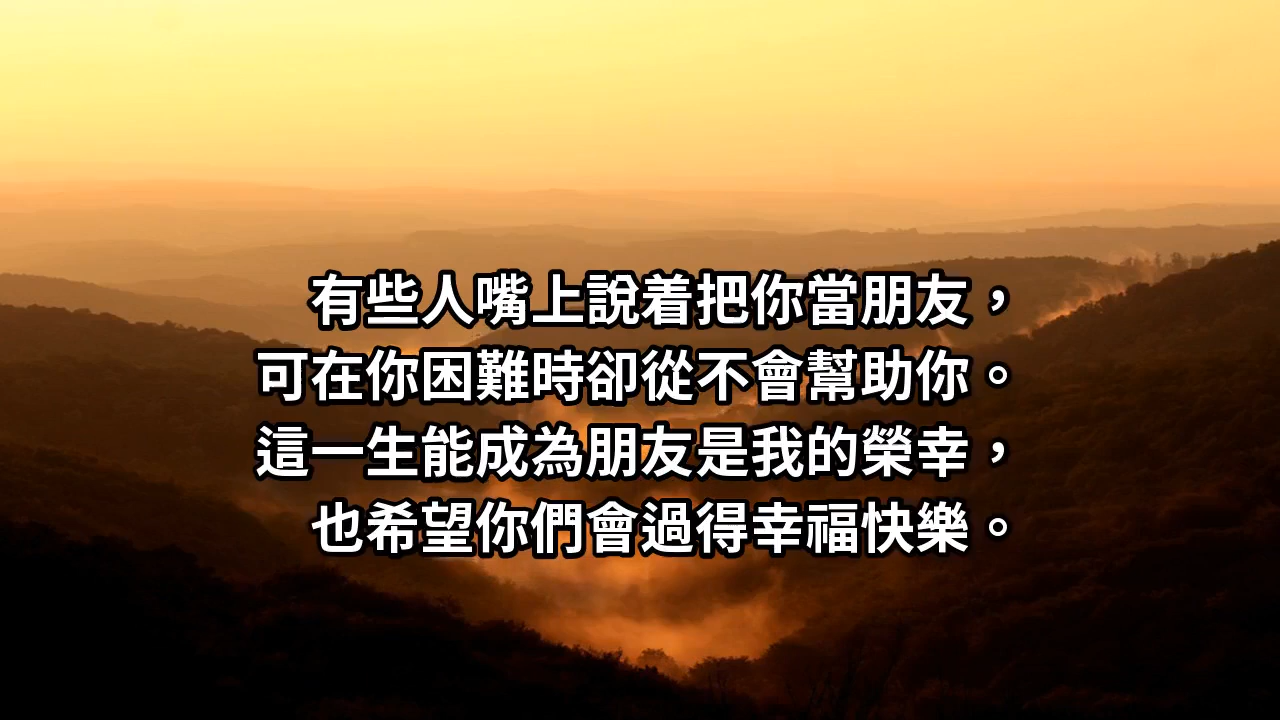 有些人嘴上說着把你當朋友，
可在你困難時卻從不會幫助你。
這一生能成為朋友是我的榮幸，
也希望你們會過得幸福快樂。